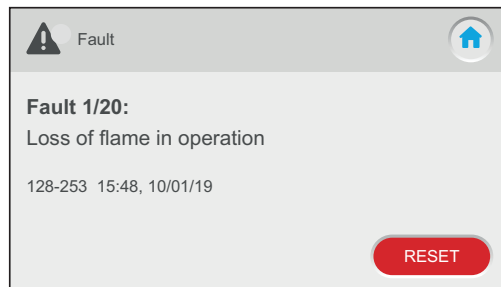 Fault
Fault 1/20:
Loss of flame in operation
128-253 15:48, 10/01/19
RESET